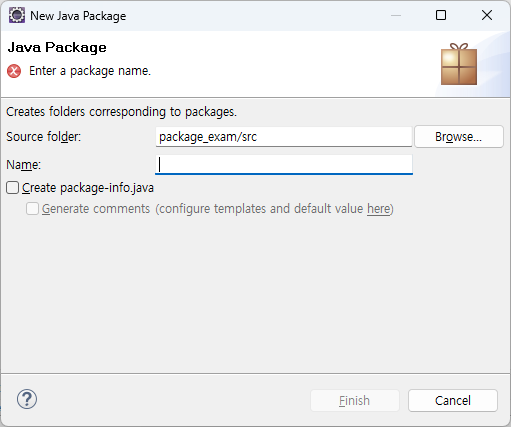 New Java Package
Java Package
Enter a package name.
Creates folders corresponding to packages.
Source folder: package_exam/src Browse...
Name:
Create package-info.java
Generate comments (configure templates and default value here)
? Finish Cancel